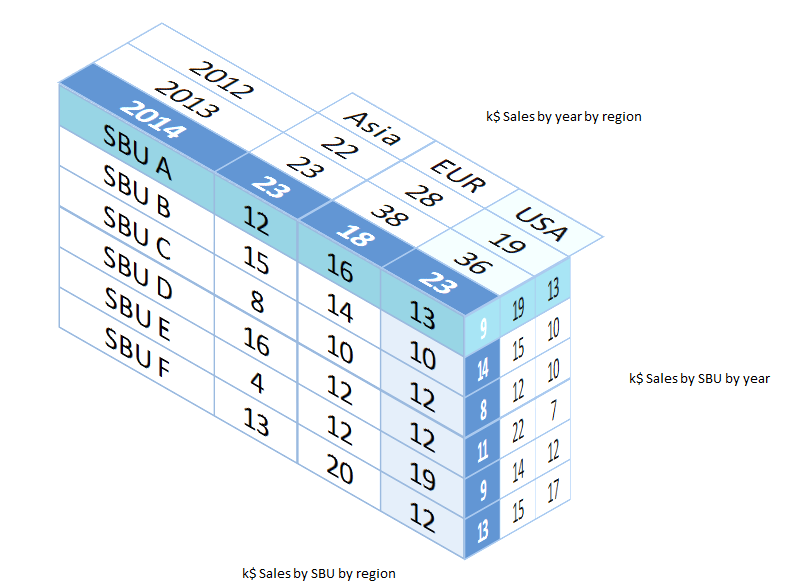 k$ Sales by year by region
Asia EUR USA
2012 22 28 19
2013 23 38 36
2014 23 18 23
SBU A 12 16 13 9 19 13
SBU B 15 14 10 14 15 10
SBU C 8 10 12 8 12 10
SBU D 16 12 12 11 22 7
SBU E 4 12 19 9 14 12
SBU F 13 20 12 13 15 17
k$ Sales by SBU by year
k$ Sales by SBU by region